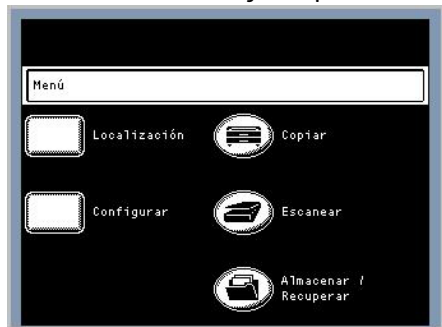 Menú
Localización
Copiar
Configurar
Escanear
Almacenar /
Recuperar